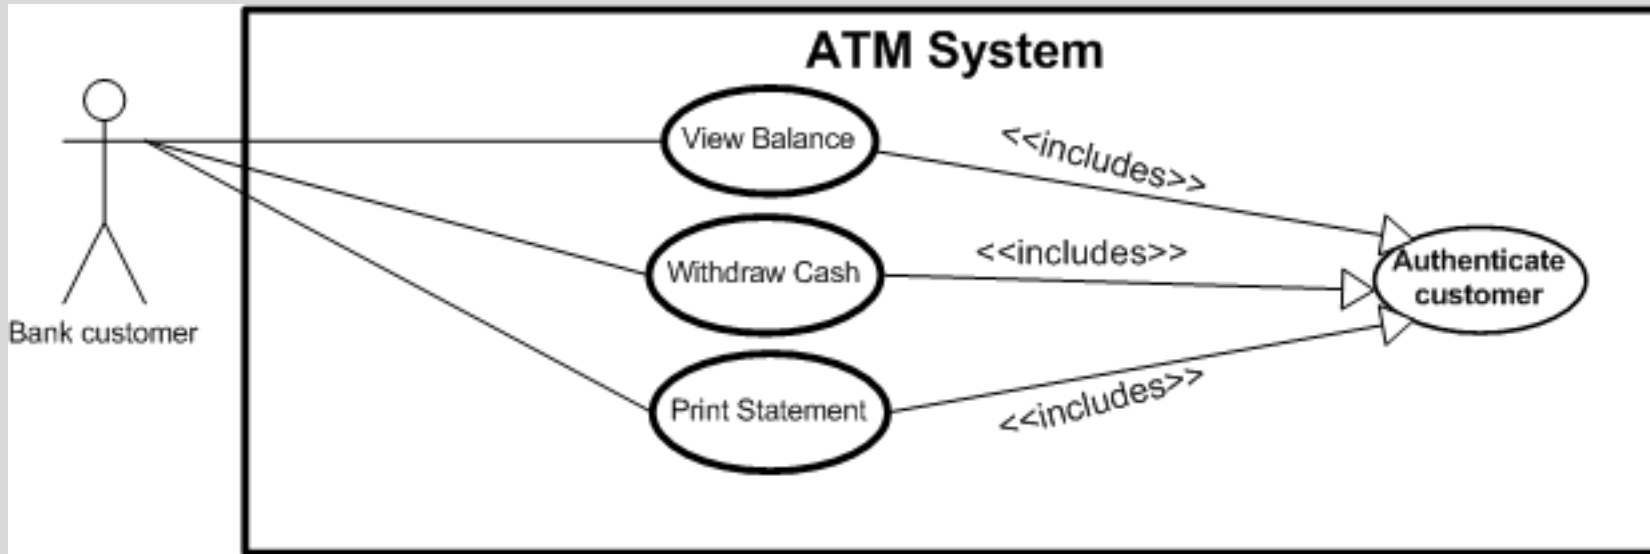 ATM System
View Balance
<<includes>>
Withdraw Cash
<<includes>>
Authenticate
customer
Bank customer
Print Statement
<<includes>>